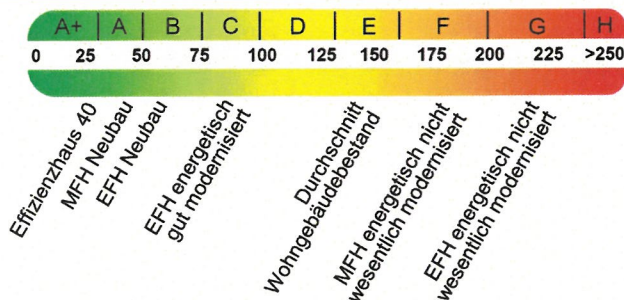 A+ A B C D E F G H
0 25 50 75 100 125 150 175 200 225 >250
Effizienzhaus 40
MFH Neubau
EFH Neubau
EFH energetisch
gut modernisiert
Durchschnitt
Wohngebäudebestand
MFH energetisch nicht
wesentlich modernisiert
EFH energetisch nicht
wesentlich modernisiert